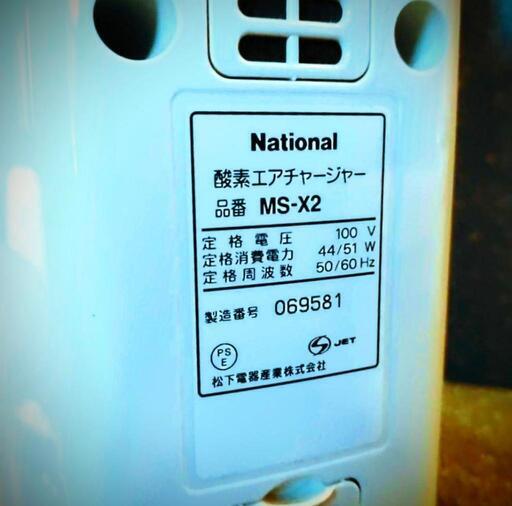 National
酸素エアチャージャー
品番 MS-X2
定格電圧 100 V
定格消費電力 44/51 W
定格周波数 50/60 Hz
製造番号 069581
PS
E
JET
松下電器産業株式会社